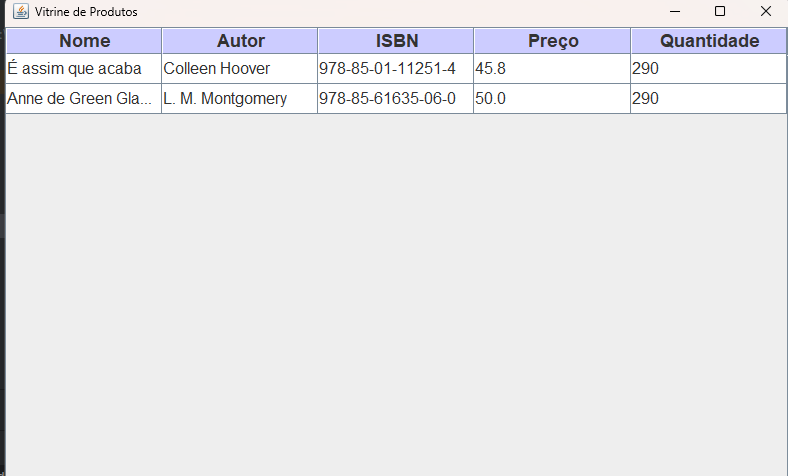 Vitrine de Produtos
Nome Autor ISBN Preço Quantidade
É assim que acaba Colleen Hoover 978-85-01-11251-4 45.8 290
Anne de Green Gla... L. M. Montgomery 978-85-61635-06-0 50.0 290